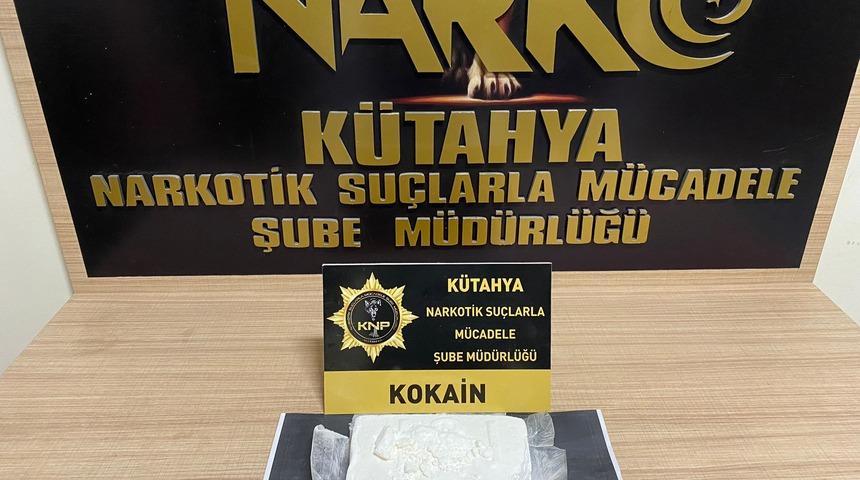 NARKO
KÜTAHYA
NARKOTİK SUÇLARLA MÜCADELE
ŞUBE MÜDÜRLÜĞÜ
KNP
KÜTAHYA
NARKOTİK SUÇLARLA
MÜCADELE
ŞUBE MÜDÜRLÜĞÜ
KOKAİN